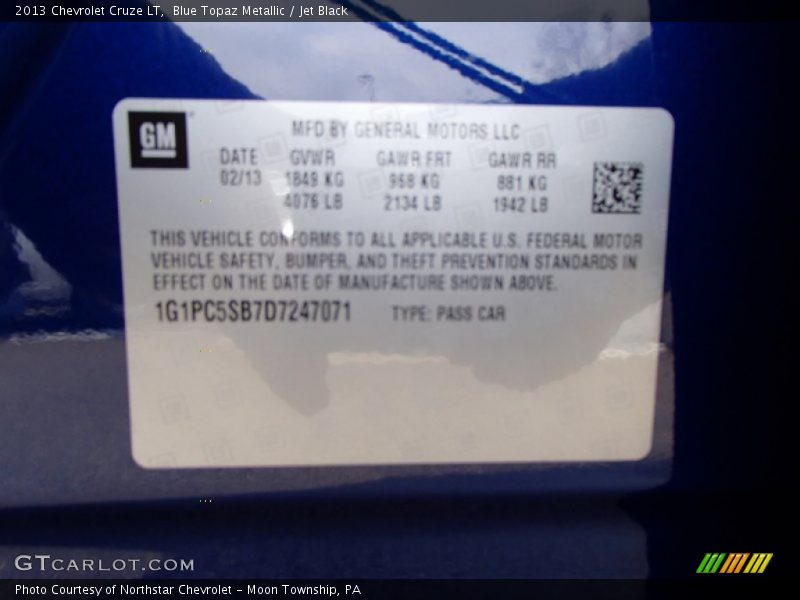 2013 Chevrolet Cruze LT, Blue Topaz Metallic / Jet Black
GM
MFD BY GENERAL MOTORS LLC
DATE GVWR GAWR FRT GAWR RR
02/13 1849 KG 968 KG 881 KG
4076 LB 2134 LB 1942 LB
THIS VEHICLE CONFORMS TO ALL APPLICABLE U.S. FEDERAL MOTOR
VEHICLE SAFETY, BUMPER, AND THEFT PREVENTION STANDARDS IN
EFFECT ON THE DATE OF MANUFACTURE SHOWN ABOVE.
1G1PC5SB7D7247071 TYPE: PASS CAR
GTCARLOT.COM
Photo Courtesy of Northstar Chevrolet - Moon Township, PA